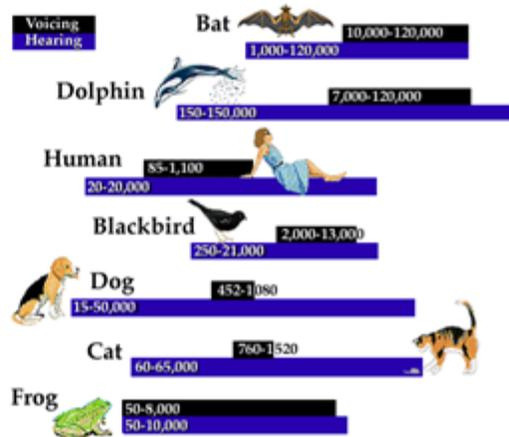 Voicing
Hearing
Bat
10,000-120,000
1,000-120,000
Dolphin
7,000-120,000
150-150,000
Human
85-1,100
20-20,000
Blackbird
2,000-13,000
250-21,000
Dog
452-1080
15-50,000
Cat
760-1520
60-65,000
Frog
50-8,000
50-10,000